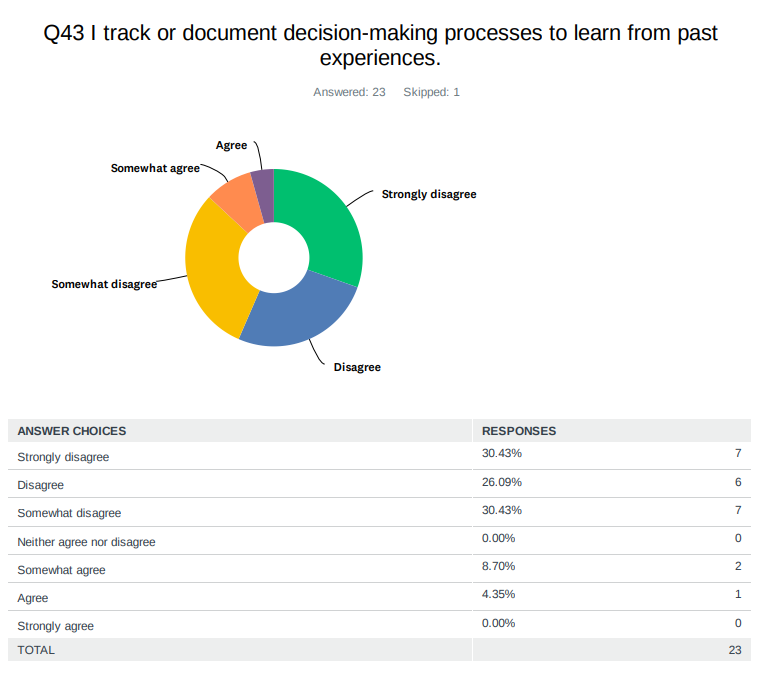 Q43 I track or document decision-making processes to learn from past
experiences.
Answered: 23 Skipped: 1
Agree
Somewhat agree
Strongly disagree
Somewhat disagree
Disagree
ANSWER CHOICES RESPONSES
Strongly disagree 30.43% 7
Disagree 26.09% 6
Somewhat disagree 30.43% 7
Neither agree nor disagree 0.00% 0
Somewhat agree 8.70% 2
Agree 4.35% 1
Strongly agree 0.00% 0
TOTAL 23